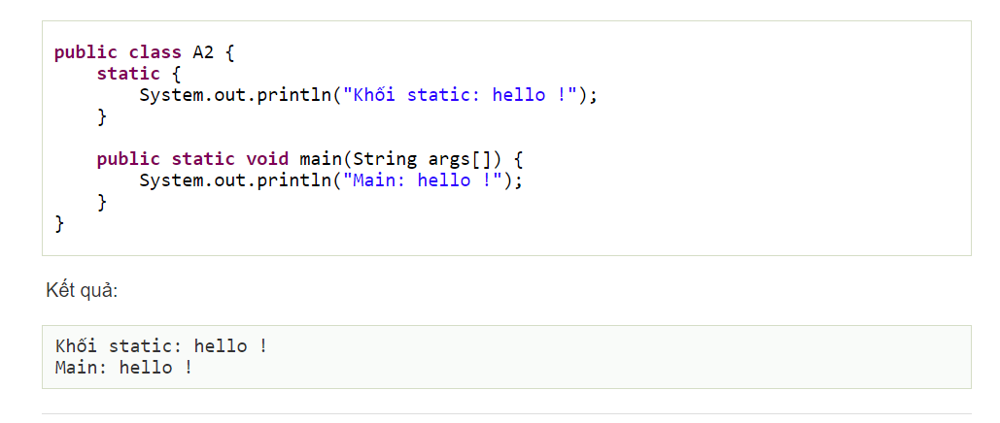 public class A2 {
static {
System.out.println("Khối static: hello !");
}
public static void main(String args[]) {
System.out.println("Main: hello !");
}
}
Kết quả:
Khối static: hello !
Main: hello !